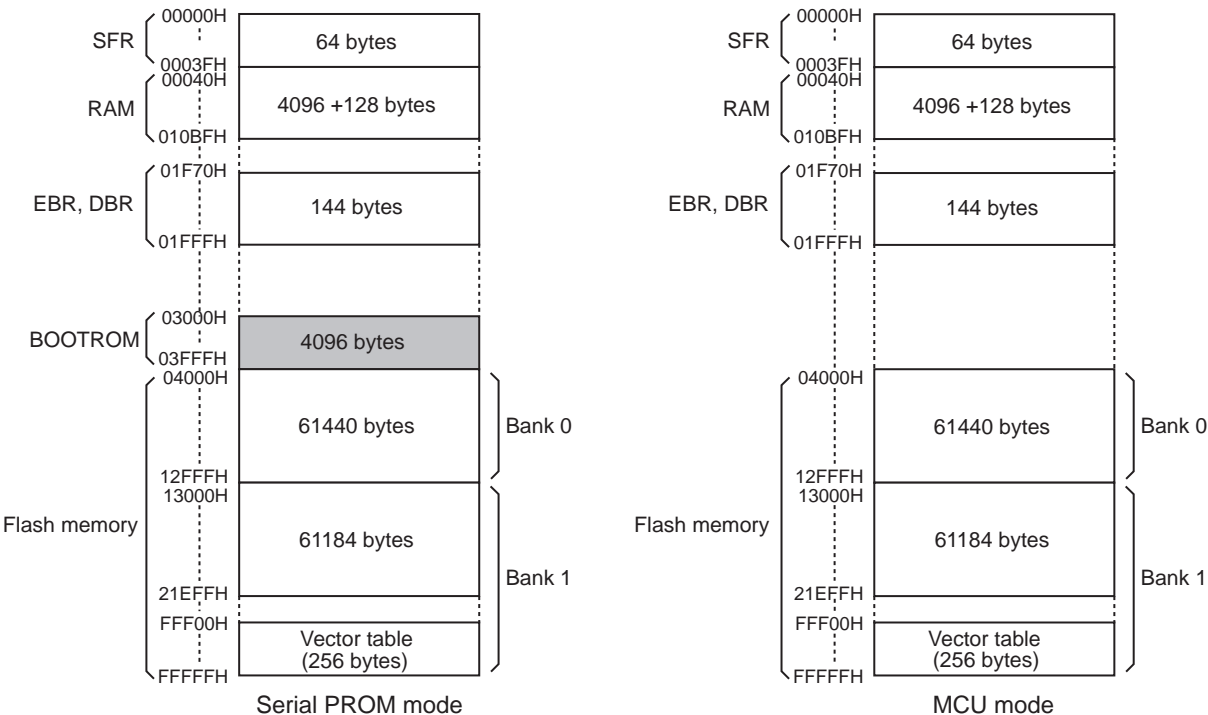 00000H
SFR
64 bytes
0003FH
00040H
RAM
4096 +128 bytes
010BFH
01F70H
EBR, DBR
144 bytes
01FFFH
03000H
BOOTROM
4096 bytes
03FFFH
04000H
61440 bytes
Bank 0
12FFFH
13000H
Flash memory
61184 bytes
Bank 1
21EFFH
FFF00H
Vector table
(256 bytes)
FFFFFH
Serial PROM mode
00000H
SFR
64 bytes
0003FH
00040H
RAM
4096 +128 bytes
010BFH
01F70H
EBR, DBR
144 bytes
01FFFH
04000H
61440 bytes
Bank 0
12FFFH
13000H
Flash memory
61184 bytes
Bank 1
21EFFH
FFF00H
Vector table
(256 bytes)
FFFFFH
MCU mode